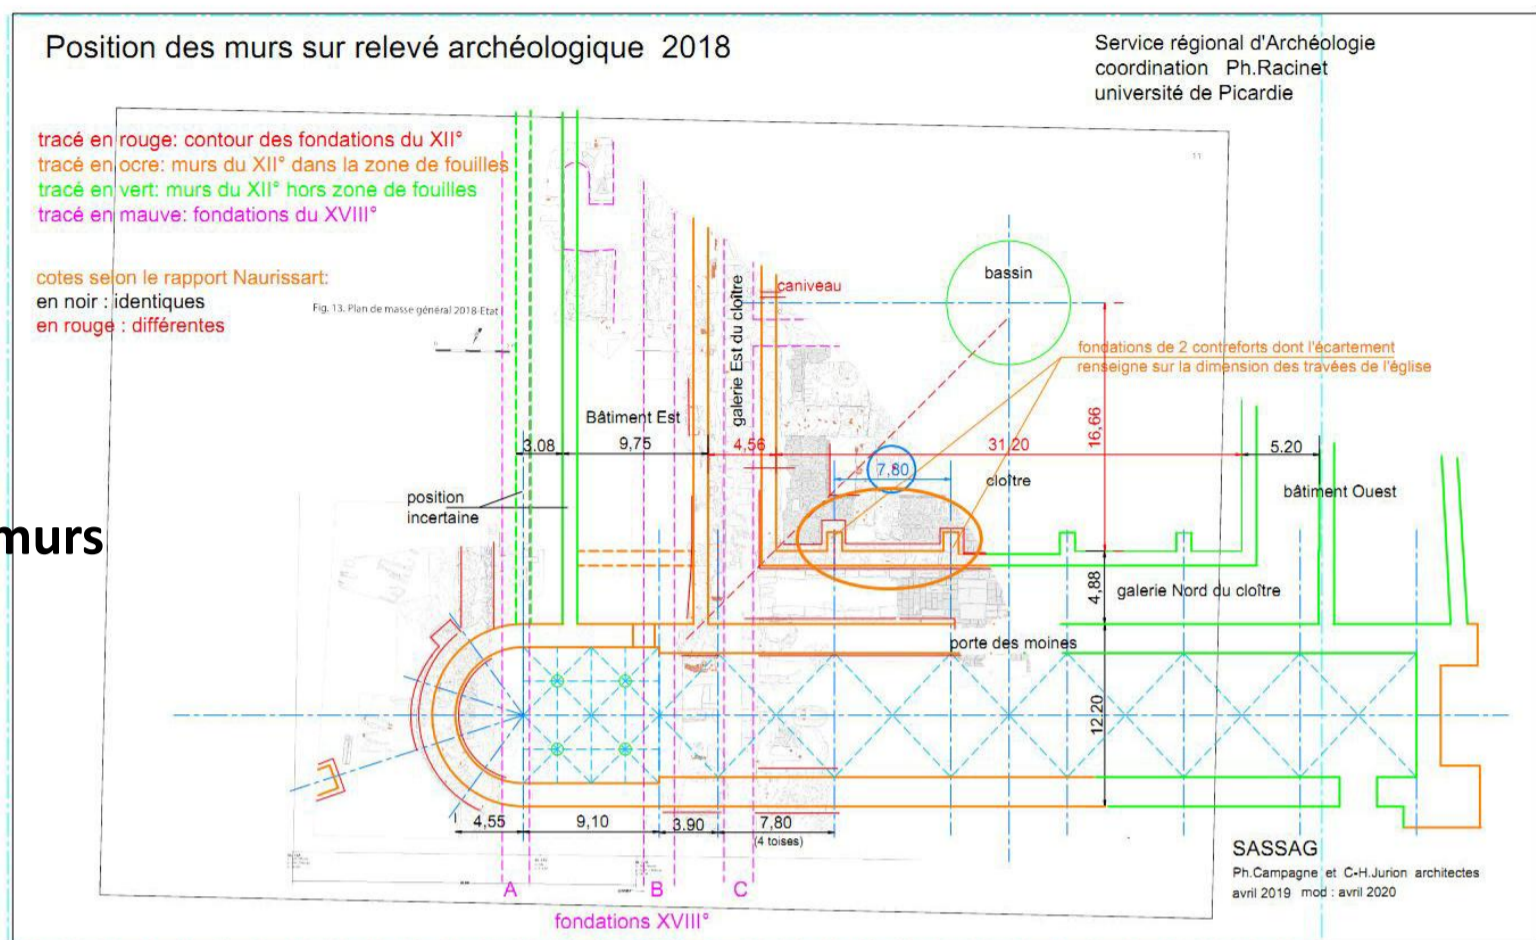 Position des murs sur relevé archéologique 2018
Service régional d'Archéologie
coordination Ph.Racinet
université de Picardie
tracé en rouge: contour des fondations du XII°
tracé en ocre: murs du XII° dans la zone de fouilles
tracé en vert: murs du XII° hors zone de fouilles
tracé en mauve: fondations du XVIII°
11
cotes selon le rapport Naurissart:
en noir : identiques
en rouge : différentes
Fig. 13. Plan de masse général 2018-Etat
galerie Est du cloître
caniveau
bassin
fondations de 2 contreforts dont l'écartement
renseigne sur la dimension des travées de l'église
16,66
Bâtiment Est
3.08
9,75
4,56
31,20
5.20
7,80
cloître
bâtiment Ouest
position
incertaine
murs
4,88
galerie Nord du cloître
porte des moines
12.20
4,55
9,10
3.90
7,80
(4 toises)
A
B
C
fondations XVIII°
SASSAG
Ph.Campagne et C-H.Jurion architectes
avril 2019 mod : avril 2020